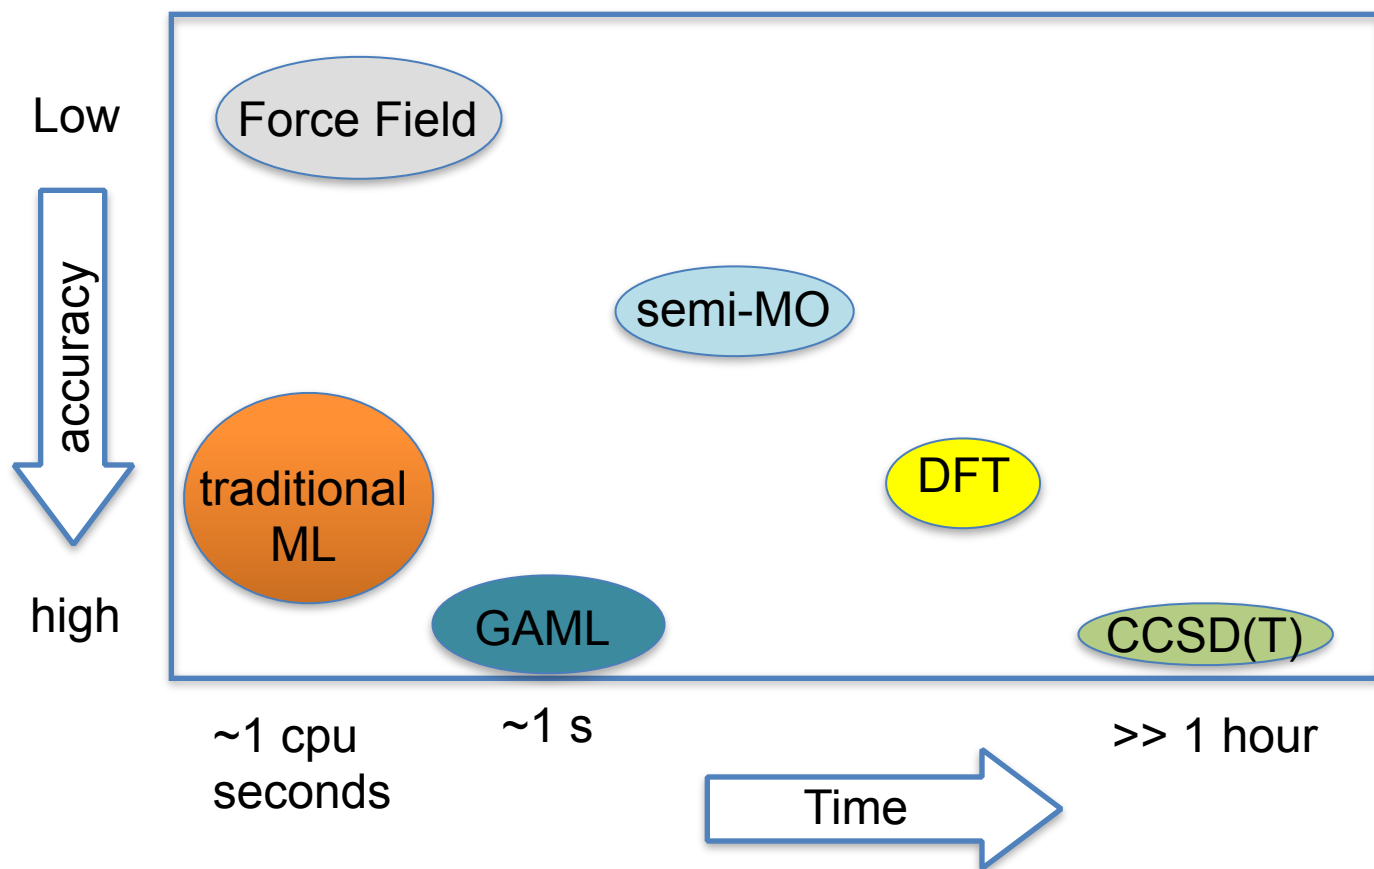 Low
Force Field
accuracy
semi-MO
traditional
ML
DFT
high
GAML
CCSD(T)
~1 cpu
seconds
~1 s
>> 1 hour
Time